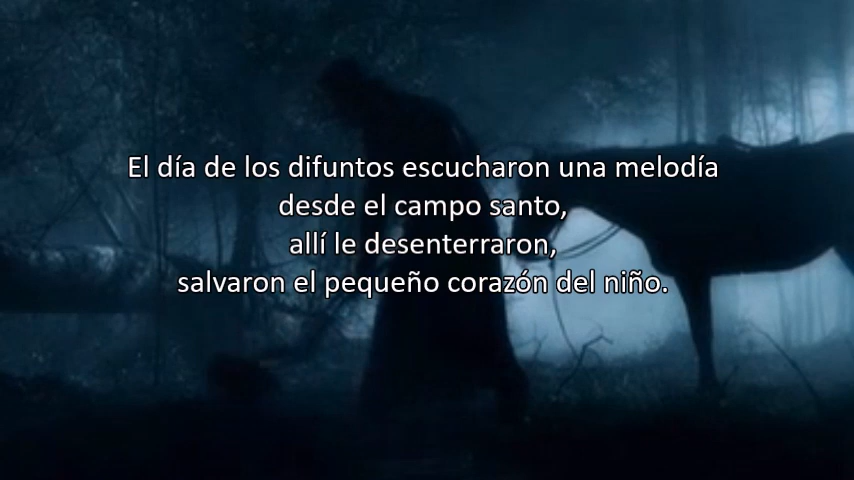 El día de los difuntos escucharon una melodía
desde el campo santo,
allí le desenterraron,
salvaron el pequeño corazón del niño.